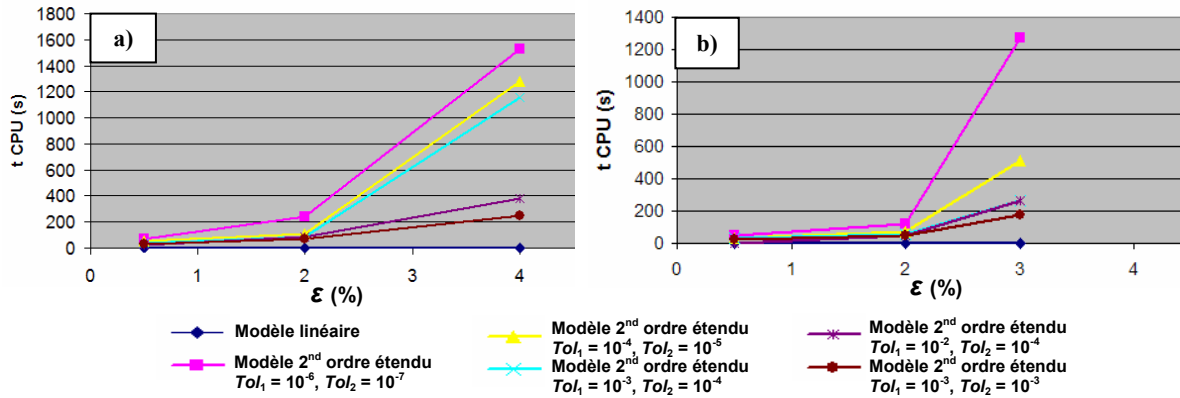 a)
t CPU (s)
1800
1600
1400
1200
1000
800
600
400
200
0
0 1 2 3 4
ε (%)
b)
t CPU (s)
1400
1200
1000
800
600
400
200
0
0 1 2 3 4
ε (%)
Modèle linéaire
Modèle 2nd ordre étendu
Tol1 = 10-6, Tol2 = 10-7
Modèle 2nd ordre étendu
Tol1 = 10-4, Tol2 = 10-5
Modèle 2nd ordre étendu
Tol1 = 10-3, Tol2 = 10-4
Modèle 2nd ordre étendu
Tol1 = 10-2, Tol2 = 10-4
Modèle 2nd ordre étendu
Tol1 = 10-3, Tol2 = 10-3